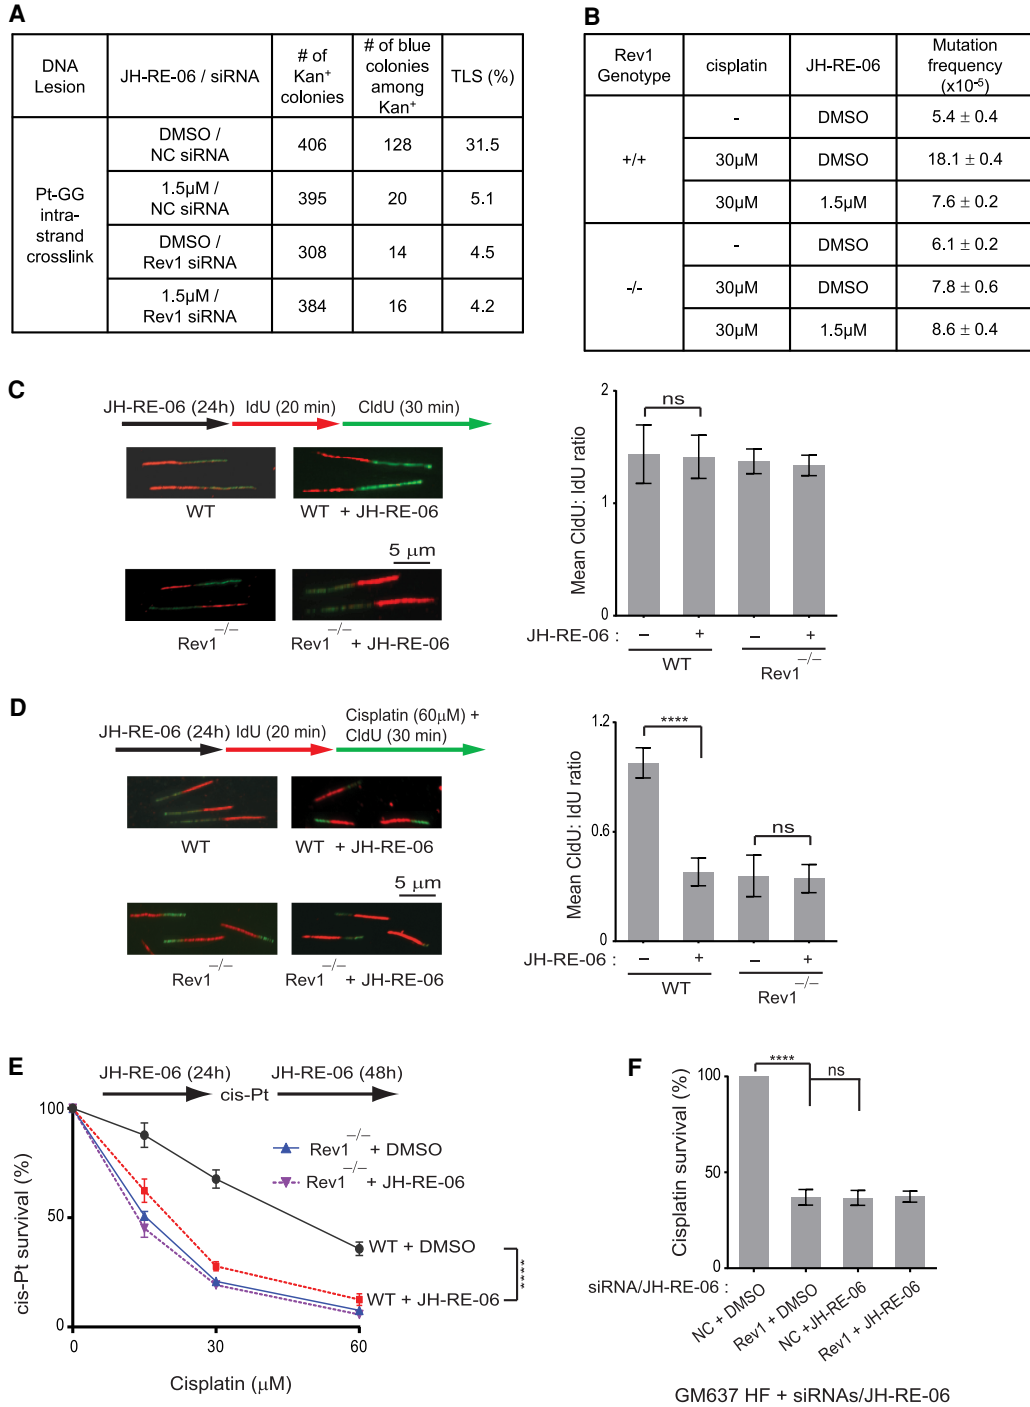 A
DNA Lesion | JH-RE-06 / siRNA | # of Kan⁺ colonies | # of blue colonies among Kan⁺ | TLS (%)
Pt-GG intra-strand crosslink | DMSO / NC siRNA | 406 | 128 | 31.5
1.5μM / NC siRNA | 395 | 20 | 5.1
DMSO / Rev1 siRNA | 308 | 14 | 4.5
1.5μM / Rev1 siRNA | 384 | 16 | 4.2
B
Rev1 Genotype | cisplatin | JH-RE-06 | Mutation frequency (x10⁻⁵)
+/+ | - | DMSO | 5.4 ± 0.4
30μM | DMSO | 18.1 ± 0.4
30μM | 1.5μM | 7.6 ± 0.2
-/- | - | DMSO | 6.1 ± 0.2
30μM | DMSO | 7.8 ± 0.6
30μM | 1.5μM | 8.6 ± 0.4
C
JH-RE-06 (24h) IdU (20 min) CldU (30 min)
WT
WT + JH-RE-06
5 μm
Rev1⁻/⁻
Rev1⁻/⁻ + JH-RE-06
Mean CldU: IdU ratio
2
1
0
ns
JH-RE-06 : – + – +
WT
Rev1⁻/⁻
D
JH-RE-06 (24h) IdU (20 min) Cisplatin (60μM) + CldU (30 min)
WT
WT + JH-RE-06
5 μm
Rev1⁻/⁻
Rev1⁻/⁻ + JH-RE-06
Mean CldU: IdU ratio
1.2
0.6
0
****
ns
JH-RE-06 : – + – +
WT
Rev1⁻/⁻
E
JH-RE-06 (24h) cis-Pt JH-RE-06 (48h)
cis-Pt survival (%)
100
50
0
Rev1⁻/⁻ + DMSO
Rev1⁻/⁻ + JH-RE-06
WT + DMSO
WT + JH-RE-06
****
0 30 60
Cisplatin (μM)
F
Cisplatin survival (%)
100
50
0
****
ns
siRNA/JH-RE-06 :
NC + DMSO
Rev1 + DMSO
NC +JH-RE-06
Rev1 + JH-RE-06
GM637 HF + siRNAs/JH-RE-06